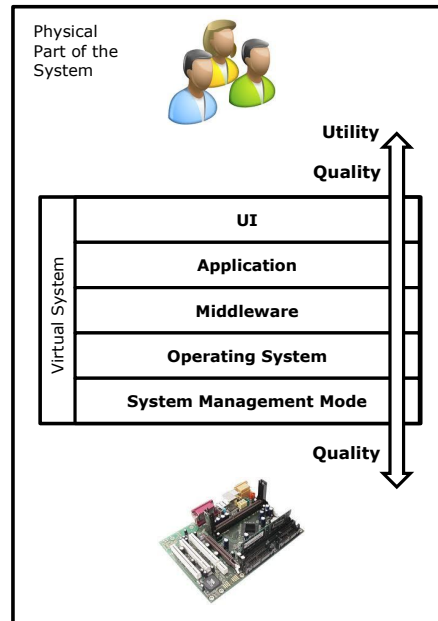 Physical
Part of the
System
Utility
Quality
Virtual System
UI
Application
Middleware
Operating System
System Management Mode
Quality